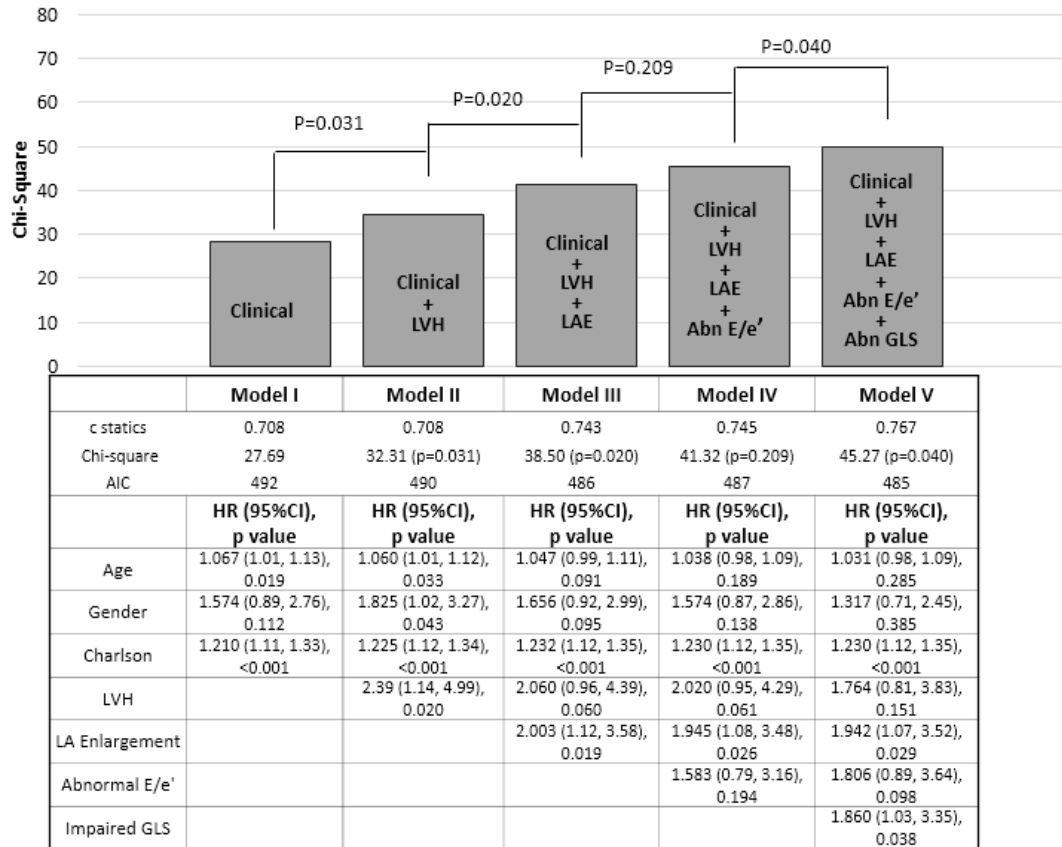 80
70
60
50
40
30
20
10
0
Chi-Square
P=0.031
P=0.020
P=0.209
P=0.040
Clinical
Clinical
+
LVH
Clinical
+
LVH
+
LAE
Clinical
+
LVH
+
LAE
+
Abn E/e’
Clinical
+
LVH
+
LAE
+
Abn E/e’
+
Abn GLS
Model I Model II Model III Model IV Model V
c statics 0.708 0.708 0.743 0.745 0.767
Chi-square 27.69 32.31 (p=0.031) 38.50 (p=0.020) 41.32 (p=0.209) 45.27 (p=0.040)
AIC 492 490 486 487 485
HR (95%CI), HR (95%CI), HR (95%CI), HR (95%CI), HR (95%CI),
p value p value p value p value p value
Age 1.067 (1.01, 1.13), 1.060 (1.01, 1.12), 1.047 (0.99, 1.11), 1.038 (0.98, 1.09), 1.031 (0.98, 1.09),
0.019 0.033 0.091 0.189 0.285
Gender 1.574 (0.89, 2.76), 1.825 (1.02, 3.27), 1.656 (0.92, 2.99), 1.574 (0.87, 2.86), 1.317 (0.71, 2.45),
0.112 0.043 0.095 0.138 0.385
Charlson 1.210 (1.11, 1.33), 1.225 (1.12, 1.34), 1.232 (1.12, 1.35), 1.230 (1.12, 1.35), 1.230 (1.12, 1.35),
<0.001 <0.001 <0.001 <0.001 <0.001
LVH 2.39 (1.14, 4.99), 2.060 (0.96, 4.39), 2.020 (0.95, 4.29), 1.764 (0.81, 3.83),
0.020 0.060 0.061 0.151
LA Enlargement 2.003 (1.12, 3.58), 1.945 (1.08, 3.48), 1.942 (1.07, 3.52),
0.019 0.026 0.029
Abnormal E/e' 1.583 (0.79, 3.16), 1.806 (0.89, 3.64),
0.194 0.098
Impaired GLS 1.860 (1.03, 3.35),
0.038